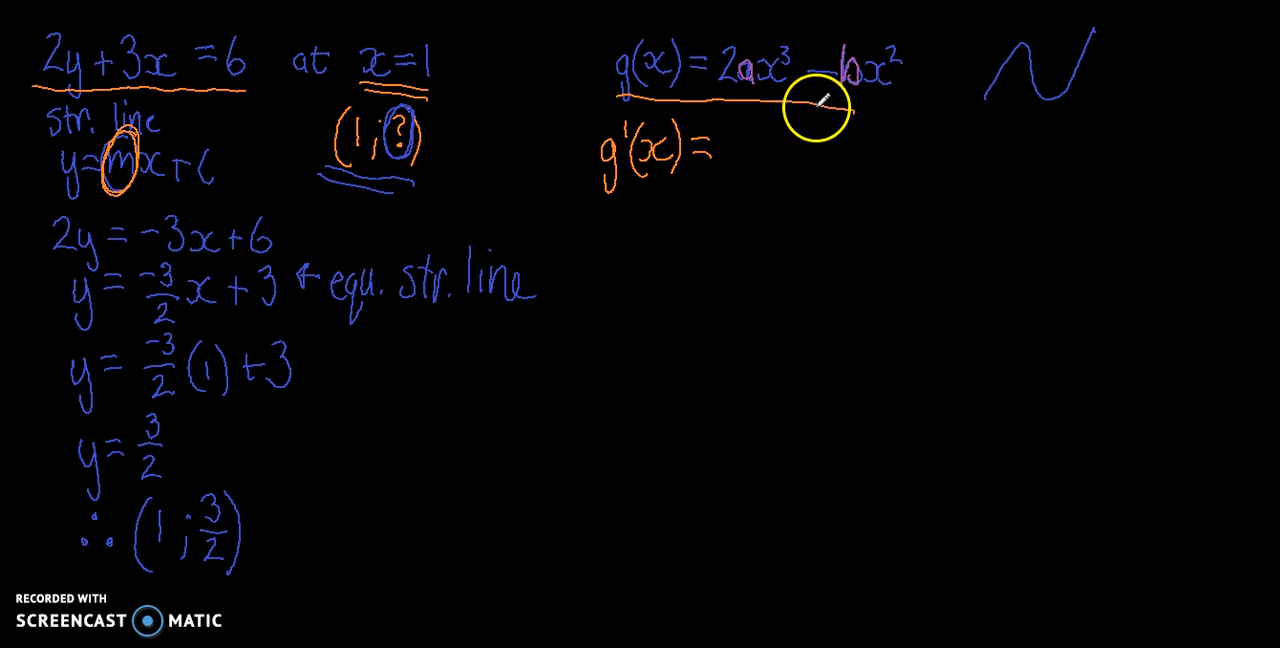 2y + 3x = 6 at x = 1
str. line
y = mx + c
(1 ; ?)
2y = -3x + 6
y = -3/2 x + 3 ← equ. str. line
y = -3/2 (1) + 3
y = 3/2
∴ (1 ; 3/2)
g(x) = 2ax³ - bx²
g'(x) =
RECORDED WITH
SCREENCAST MATIC